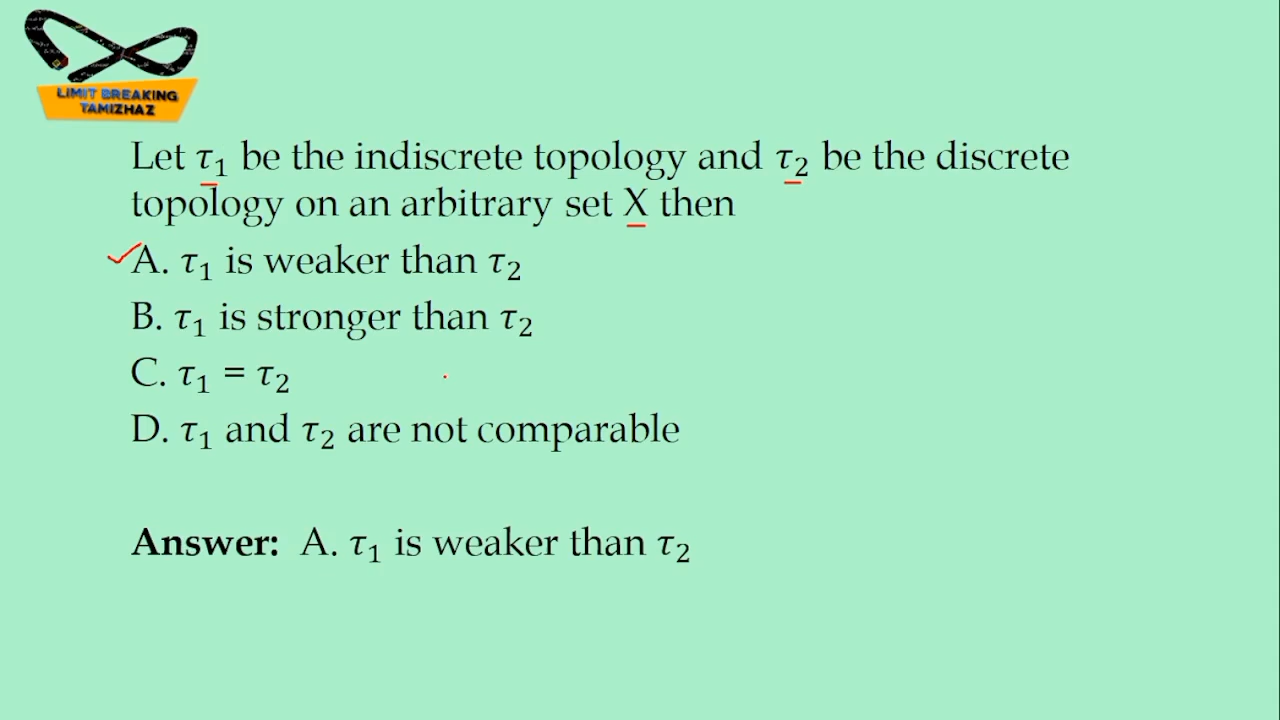 LIMIT BREAKING
TAMIZHAZ
Let τ₁ be the indiscrete topology and τ₂ be the discrete
topology on an arbitrary set X then
A. τ₁ is weaker than τ₂
B. τ₁ is stronger than τ₂
C. τ₁ = τ₂
D. τ₁ and τ₂ are not comparable
Answer: A. τ₁ is weaker than τ₂